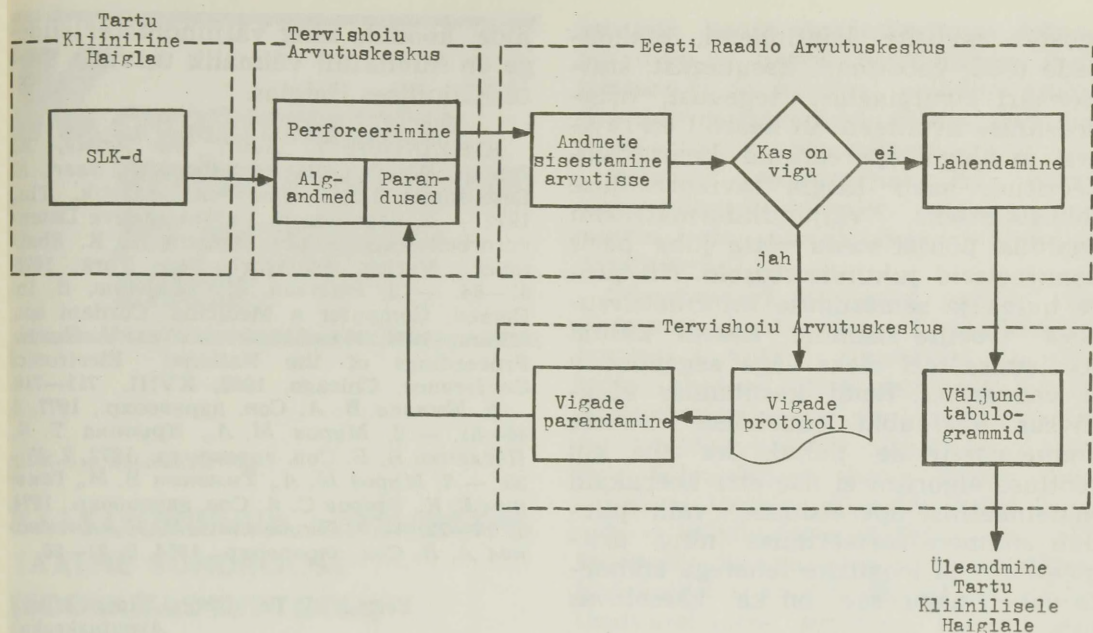 Tartu
Kliiniline
Haigla
SLK-d
Tervishoiu
Arvutuskeskus
Perforeerimine
Alg-
andmed
Paran-
dused
Eesti Raadio Arvutuskeskus
Andmete
sisestamine
arvutisse
Kas on
vigu
ei
Lahendamine
jah
Tervishoiu Arvutuskeskus
Vigade
parandamine
Vigade
protokoll
Väljund-
tabulo-
grammid
Üleandmine
Tartu
Kliinilisele
Haiglale